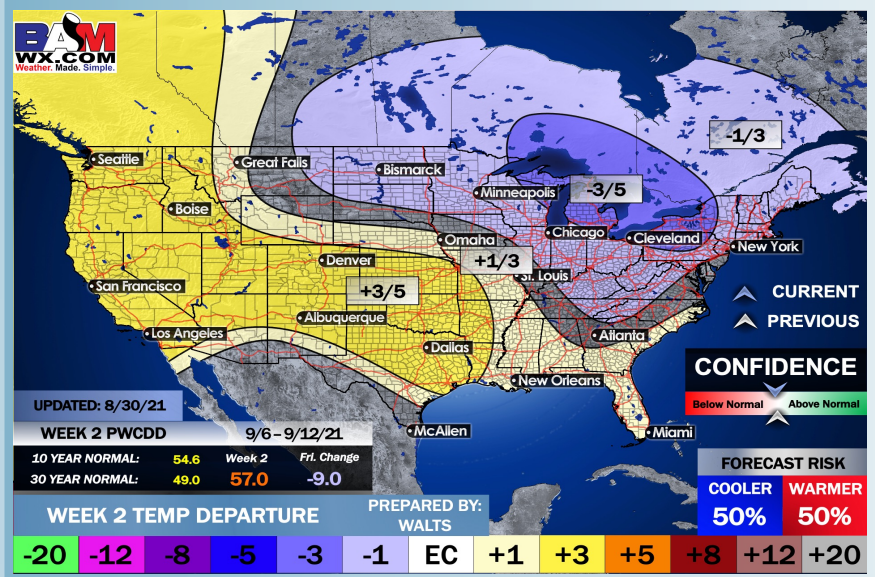 BAM
WX.COM
Weather. Made. Simple.
-1/3
Seattle
Great Falls
Bismarck
Minneapolis
-3/5
Boise
Omaha
Chicago
Cleveland
New York
+1/3
Denver
St. Louis
San Francisco
+3/5
CURRENT
Albuquerque
PREVIOUS
Los Angeles
Atlanta
Dallas
CONFIDENCE
New Orleans
Below Normal
Above Normal
UPDATED: 8/30/21
McAllen
Miami
WEEK 2 PWCDD 9/6 – 9/12/21
10 YEAR NORMAL: 54.6 Week 2 Fri. Change
30 YEAR NORMAL: 49.0 57.0 -9.0
FORECAST RISK
COOLER WARMER
50% 50%
WEEK 2 TEMP DEPARTURE
PREPARED BY:
WALTS
-20 -12 -8 -5 -3 -1 EC +1 +3 +5 +8 +12 +20